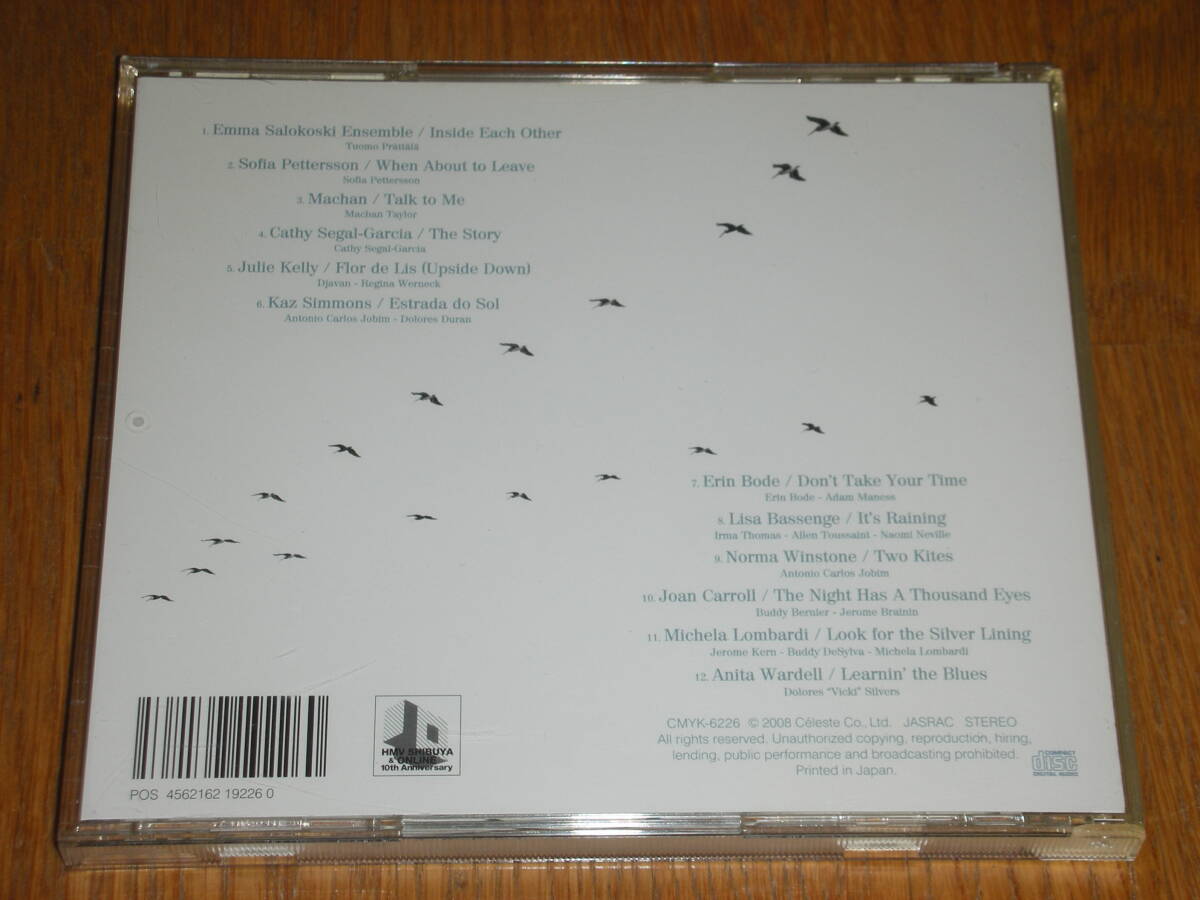 1. Emma Salokoski Ensemble / Inside Each Other
Tuomo Prättälä
2. Sofia Pettersson / When About to Leave
Sofia Pettersson
3. Machan / Talk to Me
Machan Taylor
4. Cathy Segal-Garcia / The Story
Cathy Segal-Garcia
5. Julie Kelly / Flor de Lis (Upside Down)
Djavan - Regina Werneck
6. Kaz Simmons / Estrada do Sol
Antonio Carlos Jobim - Dolores Duran
7. Erin Bode / Don't Take Your Time
Erin Bode - Adam Maness
8. Lisa Bassenge / It's Raining
Irma Thomas - Allen Toussaint - Naomi Neville
9. Norma Winstone / Two Kites
Antonio Carlos Jobim
10. Joan Carroll / The Night Has A Thousand Eyes
Buddy Bernier - Jerome Brainin
11. Michela Lombardi / Look for the Silver Lining
Jerome Kern - Buddy DeSylva - Michela Lombardi
12. Anita Wardell / Learnin' the Blues
Dolores "Vicki" Silvers
CMYK-6226 © 2008 Céleste Co., Ltd. JASRAC STEREO
All rights reserved. Unauthorized copying, reproduction, hiring,
lending, public performance and broadcasting prohibited.
Printed in Japan.
COMPACT
disc
DIGITAL AUDIO
HMV SHIBUYA
& ONLINE
10th Anniversary
POS 4562162 19226 0